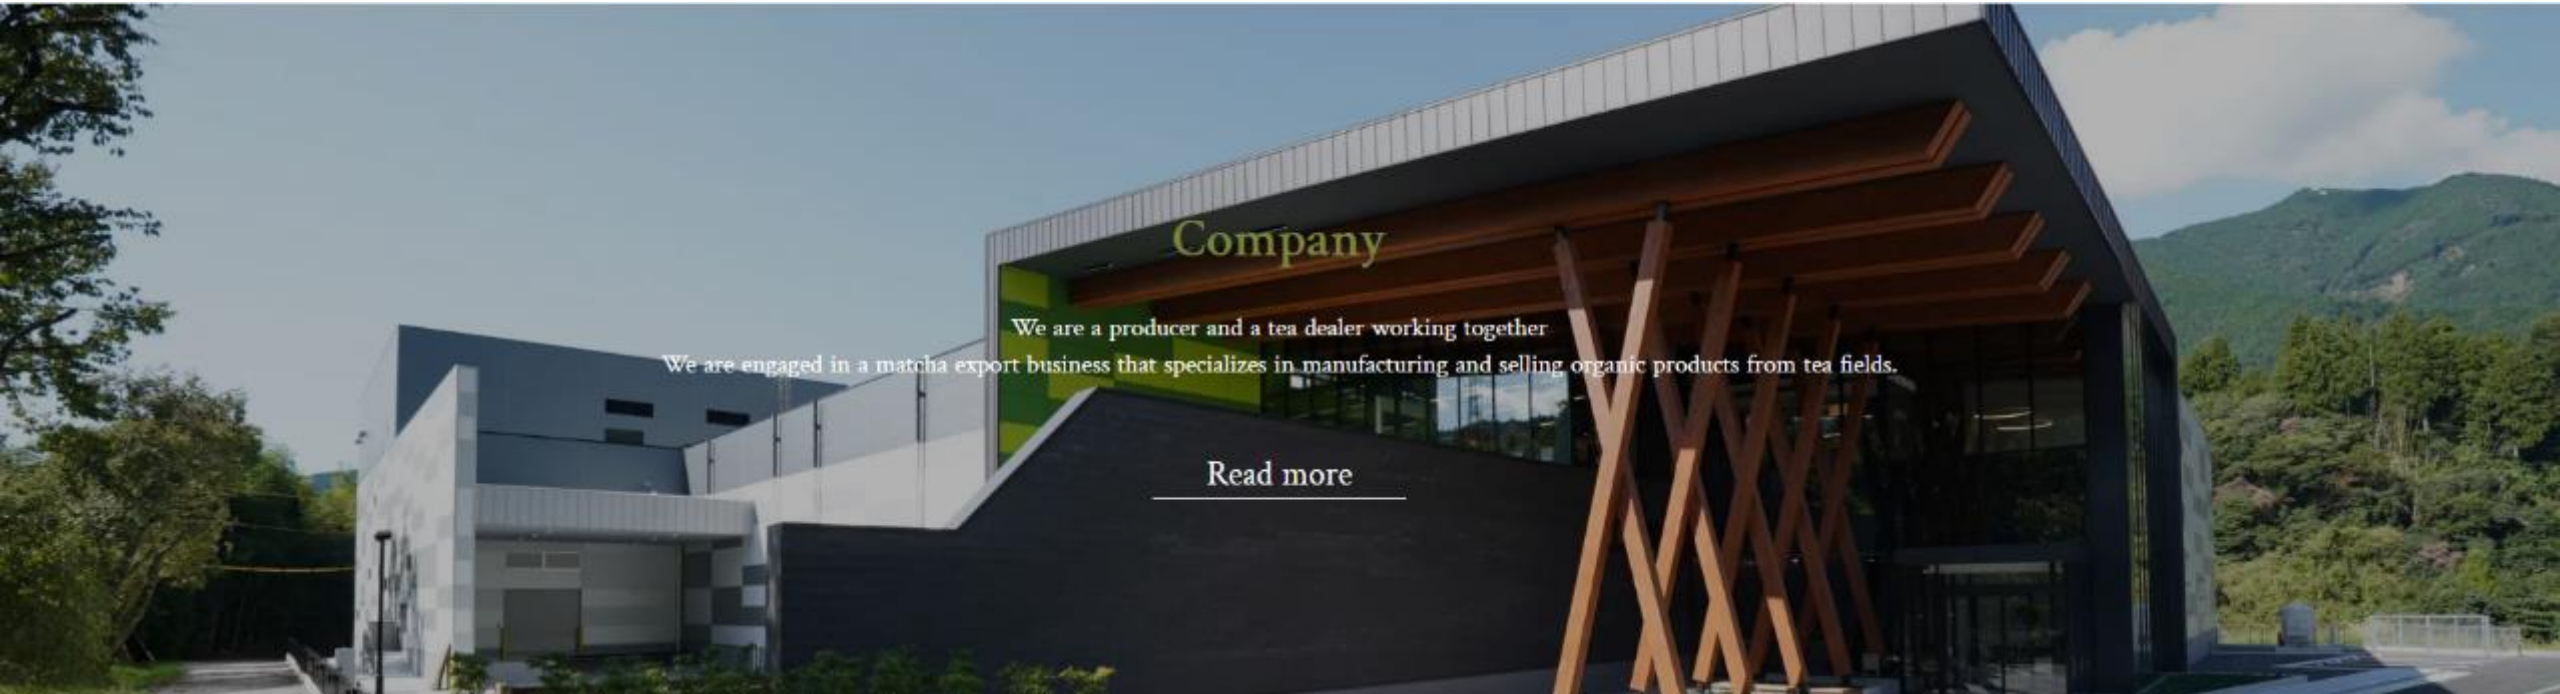 Company
We are a producer and a tea dealer working together
We are engaged in a matcha export business that specializes in manufacturing and selling organic products from tea fields.
Read more